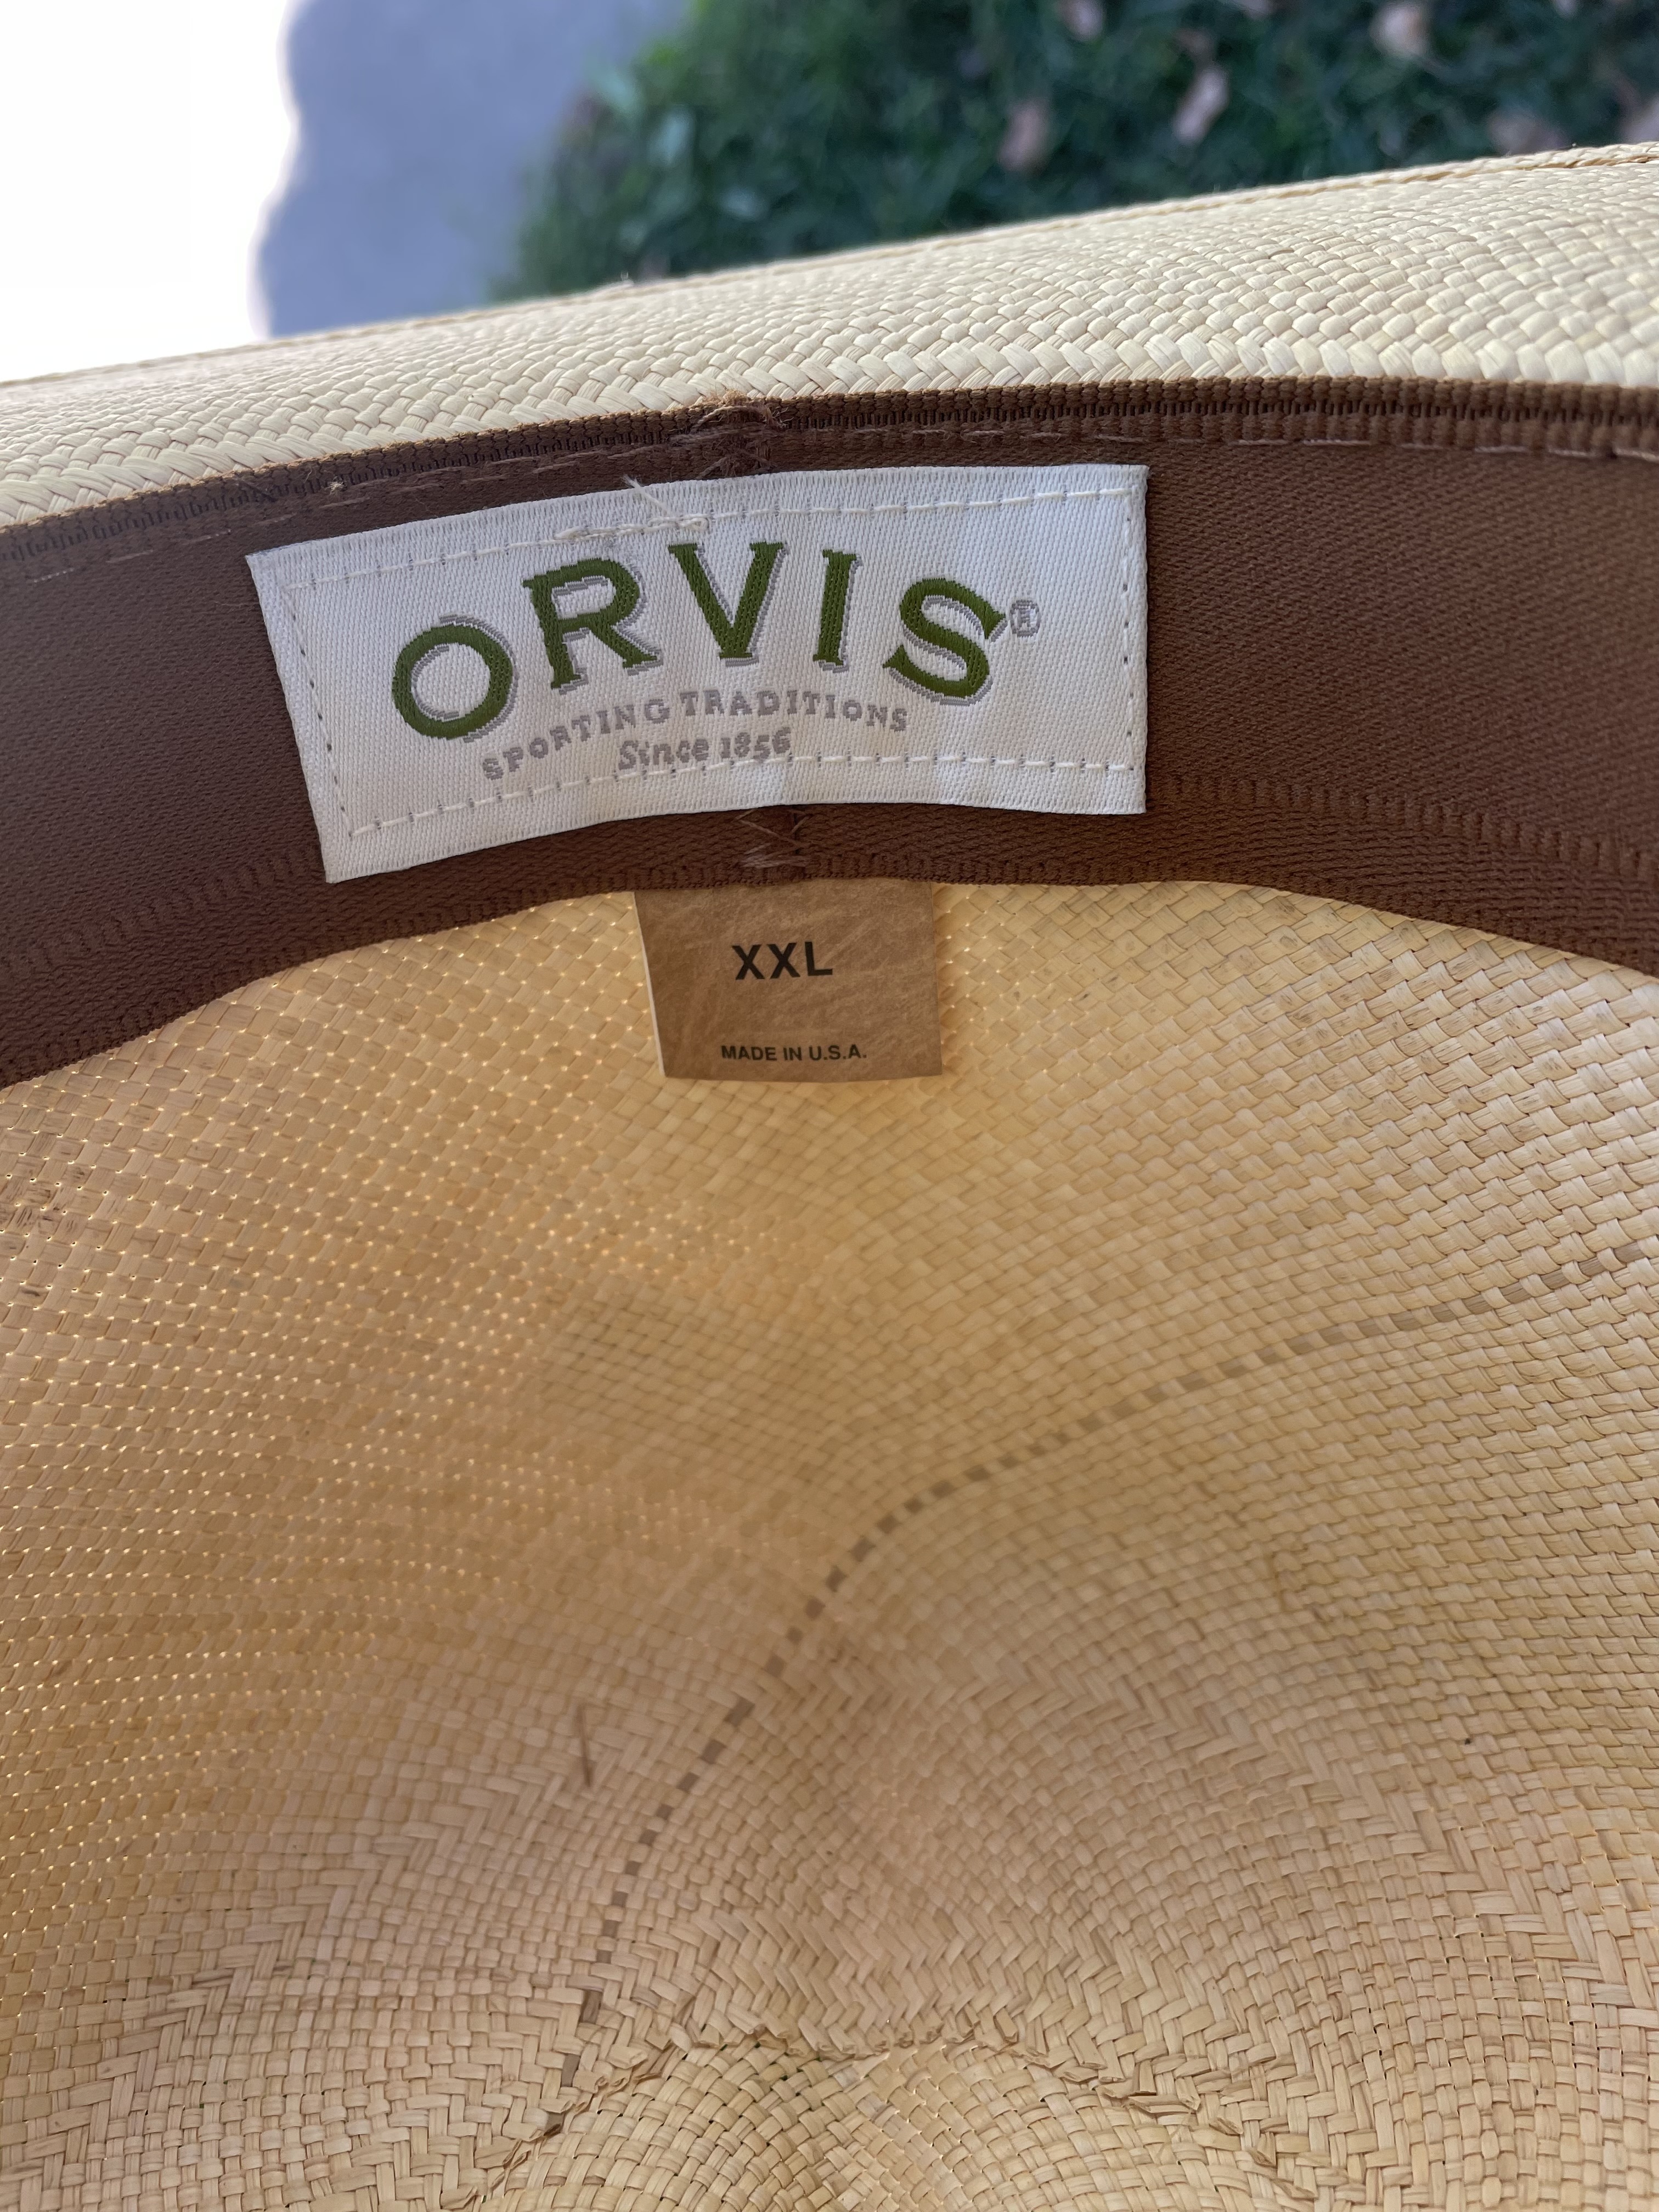 ORVIS®
SPORTING TRADITIONS
Since 1856
XXL
MADE IN U.S.A.